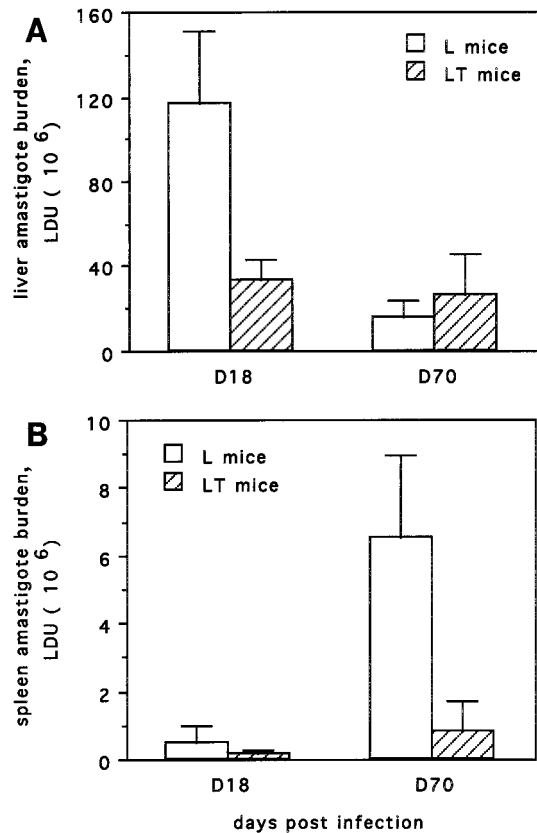 A
160
120
80
40
0
liver amastigote burden,
LDU ( 10 6 )
L mice
LT mice
D18 D70
B
10
8
6
4
2
0
spleen amastigote burden,
LDU ( 10 6 )
L mice
LT mice
D18 D70
days post infection